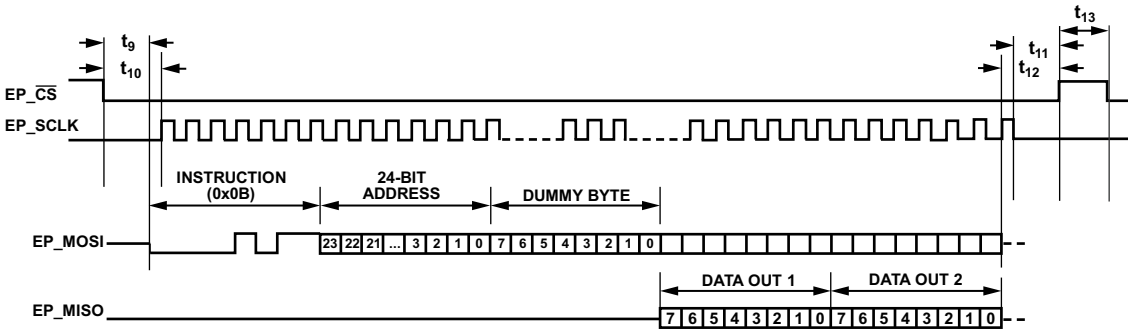 t13
t9
t11
t10
t12
EP_CS
EP_SCLK
INSTRUCTION
(0x0B)
24-BIT
ADDRESS
DUMMY BYTE
EP_MOSI
23 22 21 ... 3 2 1 0 7 6 5 4 3 2 1 0
DATA OUT 1
DATA OUT 2
EP_MISO
7 6 5 4 3 2 1 0 7 6 5 4 3 2 1 0